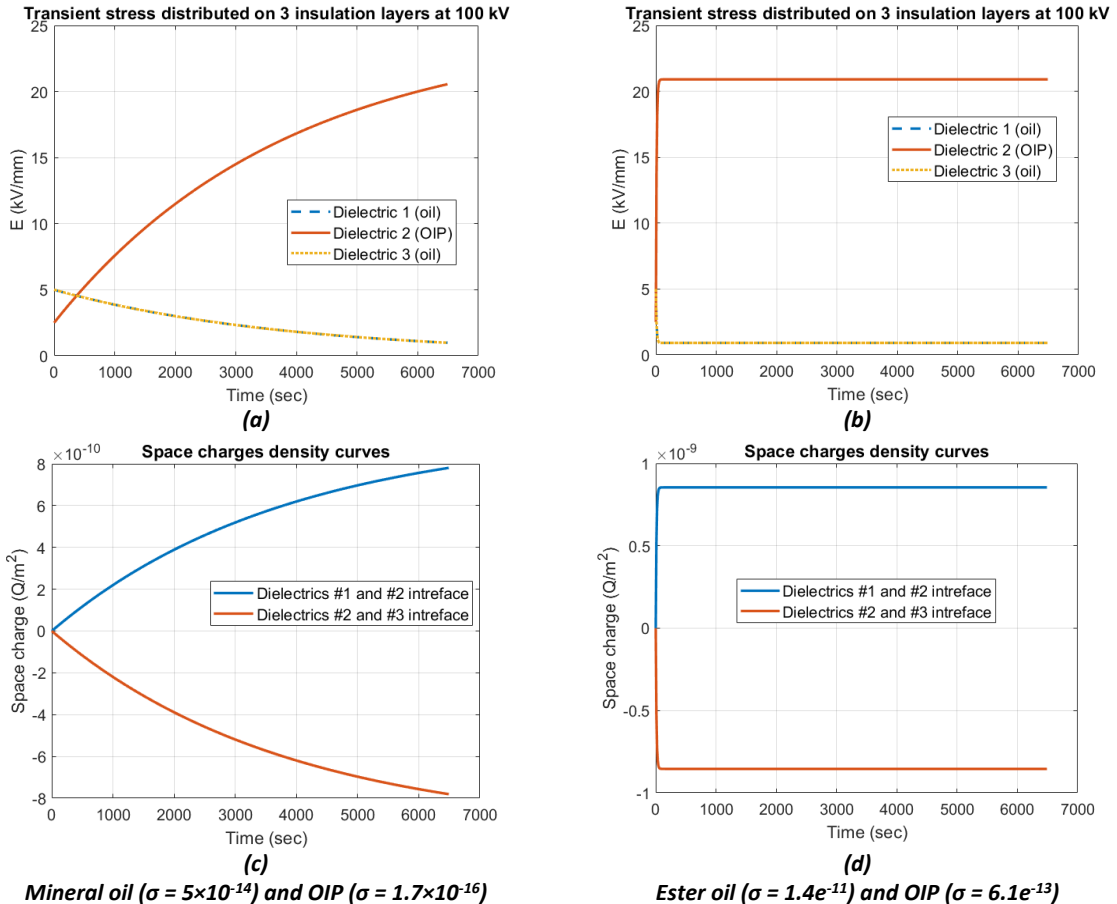 Transient stress distributed on 3 insulation layers at 100 kV
25
20
15
10
5
0
E (kV/mm)
Dielectric 1 (oil)
Dielectric 2 (OIP)
Dielectric 3 (oil)
0 1000 2000 3000 4000 5000 6000 7000
Time (sec)
(a)
Transient stress distributed on 3 insulation layers at 100 kV
25
20
15
10
5
0
E (kV/mm)
Dielectric 1 (oil)
Dielectric 2 (OIP)
Dielectric 3 (oil)
0 1000 2000 3000 4000 5000 6000 7000
Time (sec)
(b)
×10⁻¹⁰
Space charges density curves
8
6
4
2
0
-2
-4
-6
-8
Space charge (Q/m²)
Dielectrics #1 and #2 intreface
Dielectrics #2 and #3 intreface
0 1000 2000 3000 4000 5000 6000 7000
Time (sec)
(c)
Mineral oil (σ = 5×10⁻¹⁴) and OIP (σ = 1.7×10⁻¹⁶)
×10⁻⁹
Space charges density curves
1
0.5
0
-0.5
-1
Space charge (Q/m²)
Dielectrics #1 and #2 intreface
Dielectrics #2 and #3 intreface
0 1000 2000 3000 4000 5000 6000 7000
Time (sec)
(d)
Ester oil (σ = 1.4e⁻¹¹) and OIP (σ = 6.1e⁻¹³)